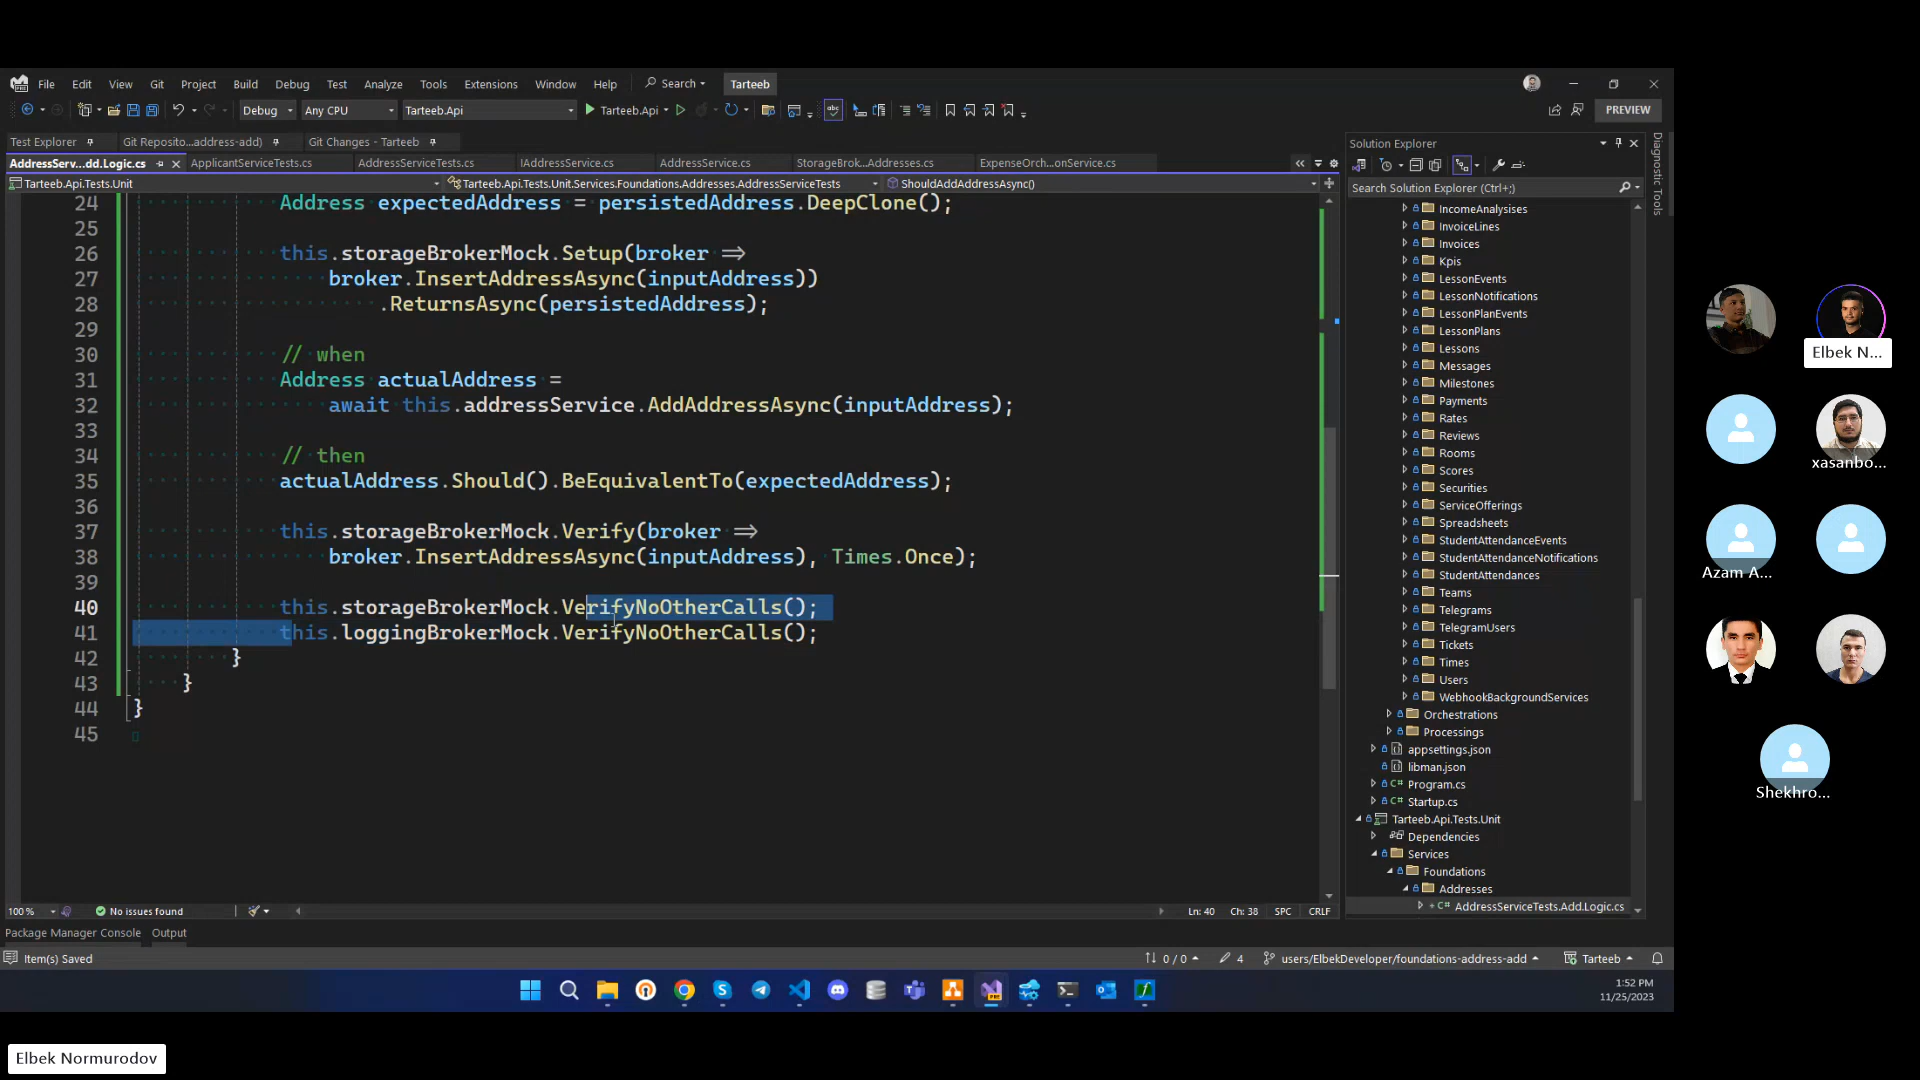 File Edit View Git Project Build Debug Test Analyze Tools Extensions Window Help Search Tarteeb
Debug Any CPU Tarteeb.Api Tarteeb.Api PREVIEW
Test Explorer Git Reposito...address-add) Git Changes - Tarteeb
AddressServ...dd.Logic.cs ApplicantServiceTests.cs AddressServiceTests.cs IAddressService.cs AddressService.cs StorageBrok...Addresses.cs ExpenseOrch...onService.cs
Tarteeb.Api.Tests.Unit Tarteeb.Api.Tests.Unit.Services.Foundations.Addresses.AddressServiceTests ShouldAddAddressAsync()
24 Address expectedAddress = persistedAddress.DeepClone();
25
26 this.storageBrokerMock.Setup(broker =>
27 broker.InsertAddressAsync(inputAddress))
28 .ReturnsAsync(persistedAddress);
29
30 // when
31 Address actualAddress =
32 await this.addressService.AddAddressAsync(inputAddress);
33
34 // then
35 actualAddress.Should().BeEquivalentTo(expectedAddress);
36
37 this.storageBrokerMock.Verify(broker =>
38 broker.InsertAddressAsync(inputAddress), Times.Once);
39
40 this.storageBrokerMock.VerifyNoOtherCalls();
41 this.loggingBrokerMock.VerifyNoOtherCalls();
42 }
43 }
44 }
45
100 % No issues found Ln: 40 Ch: 38 SPC CRLF
Package Manager Console Output
Item(s) Saved 0 / 0 4 users/ElbekDeveloper/foundations-address-add Tarteeb
Solution Explorer
Search Solution Explorer (Ctrl+;)
IncomeAnalysises
InvoiceLines
Invoices
Kpis
LessonEvents
LessonNotifications
LessonPlanEvents
LessonPlans
Lessons
Messages
Milestones
Payments
Rates
Reviews
Rooms
Scores
Securities
ServiceOfferings
Spreadsheets
StudentAttendanceEvents
StudentAttendanceNotifications
StudentAttendances
Teams
Telegrams
TelegramUsers
Tickets
Times
Users
WebhookBackgroundServices
Orchestrations
Processings
appsettings.json
libman.json
C# Program.cs
C# Startup.cs
Tarteeb.Api.Tests.Unit
Dependencies
Services
Foundations
Addresses
C# AddressServiceTests.Add.Logic.cs
Diagnostic Tools
1:52 PM
11/25/2023
Elbek N...
xasanbo...
Azam A...
Shekhro...
Elbek Normurodov